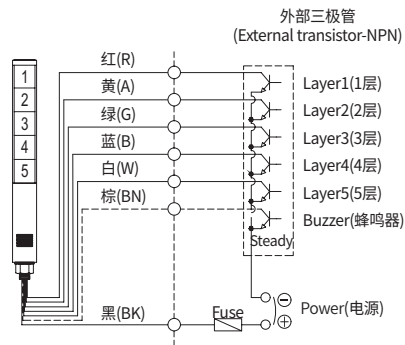 外部三极管
(External transistor-NPN)
红(R)
黄(A)
绿(G)
蓝(B)
白(W)
棕(BN)
黑(BK)
1
2
3
4
5
Layer1(1层)
Layer2(2层)
Layer3(3层)
Layer4(4层)
Layer5(5层)
Buzzer(蜂鸣器)
Steady
Fuse
Power(电源)